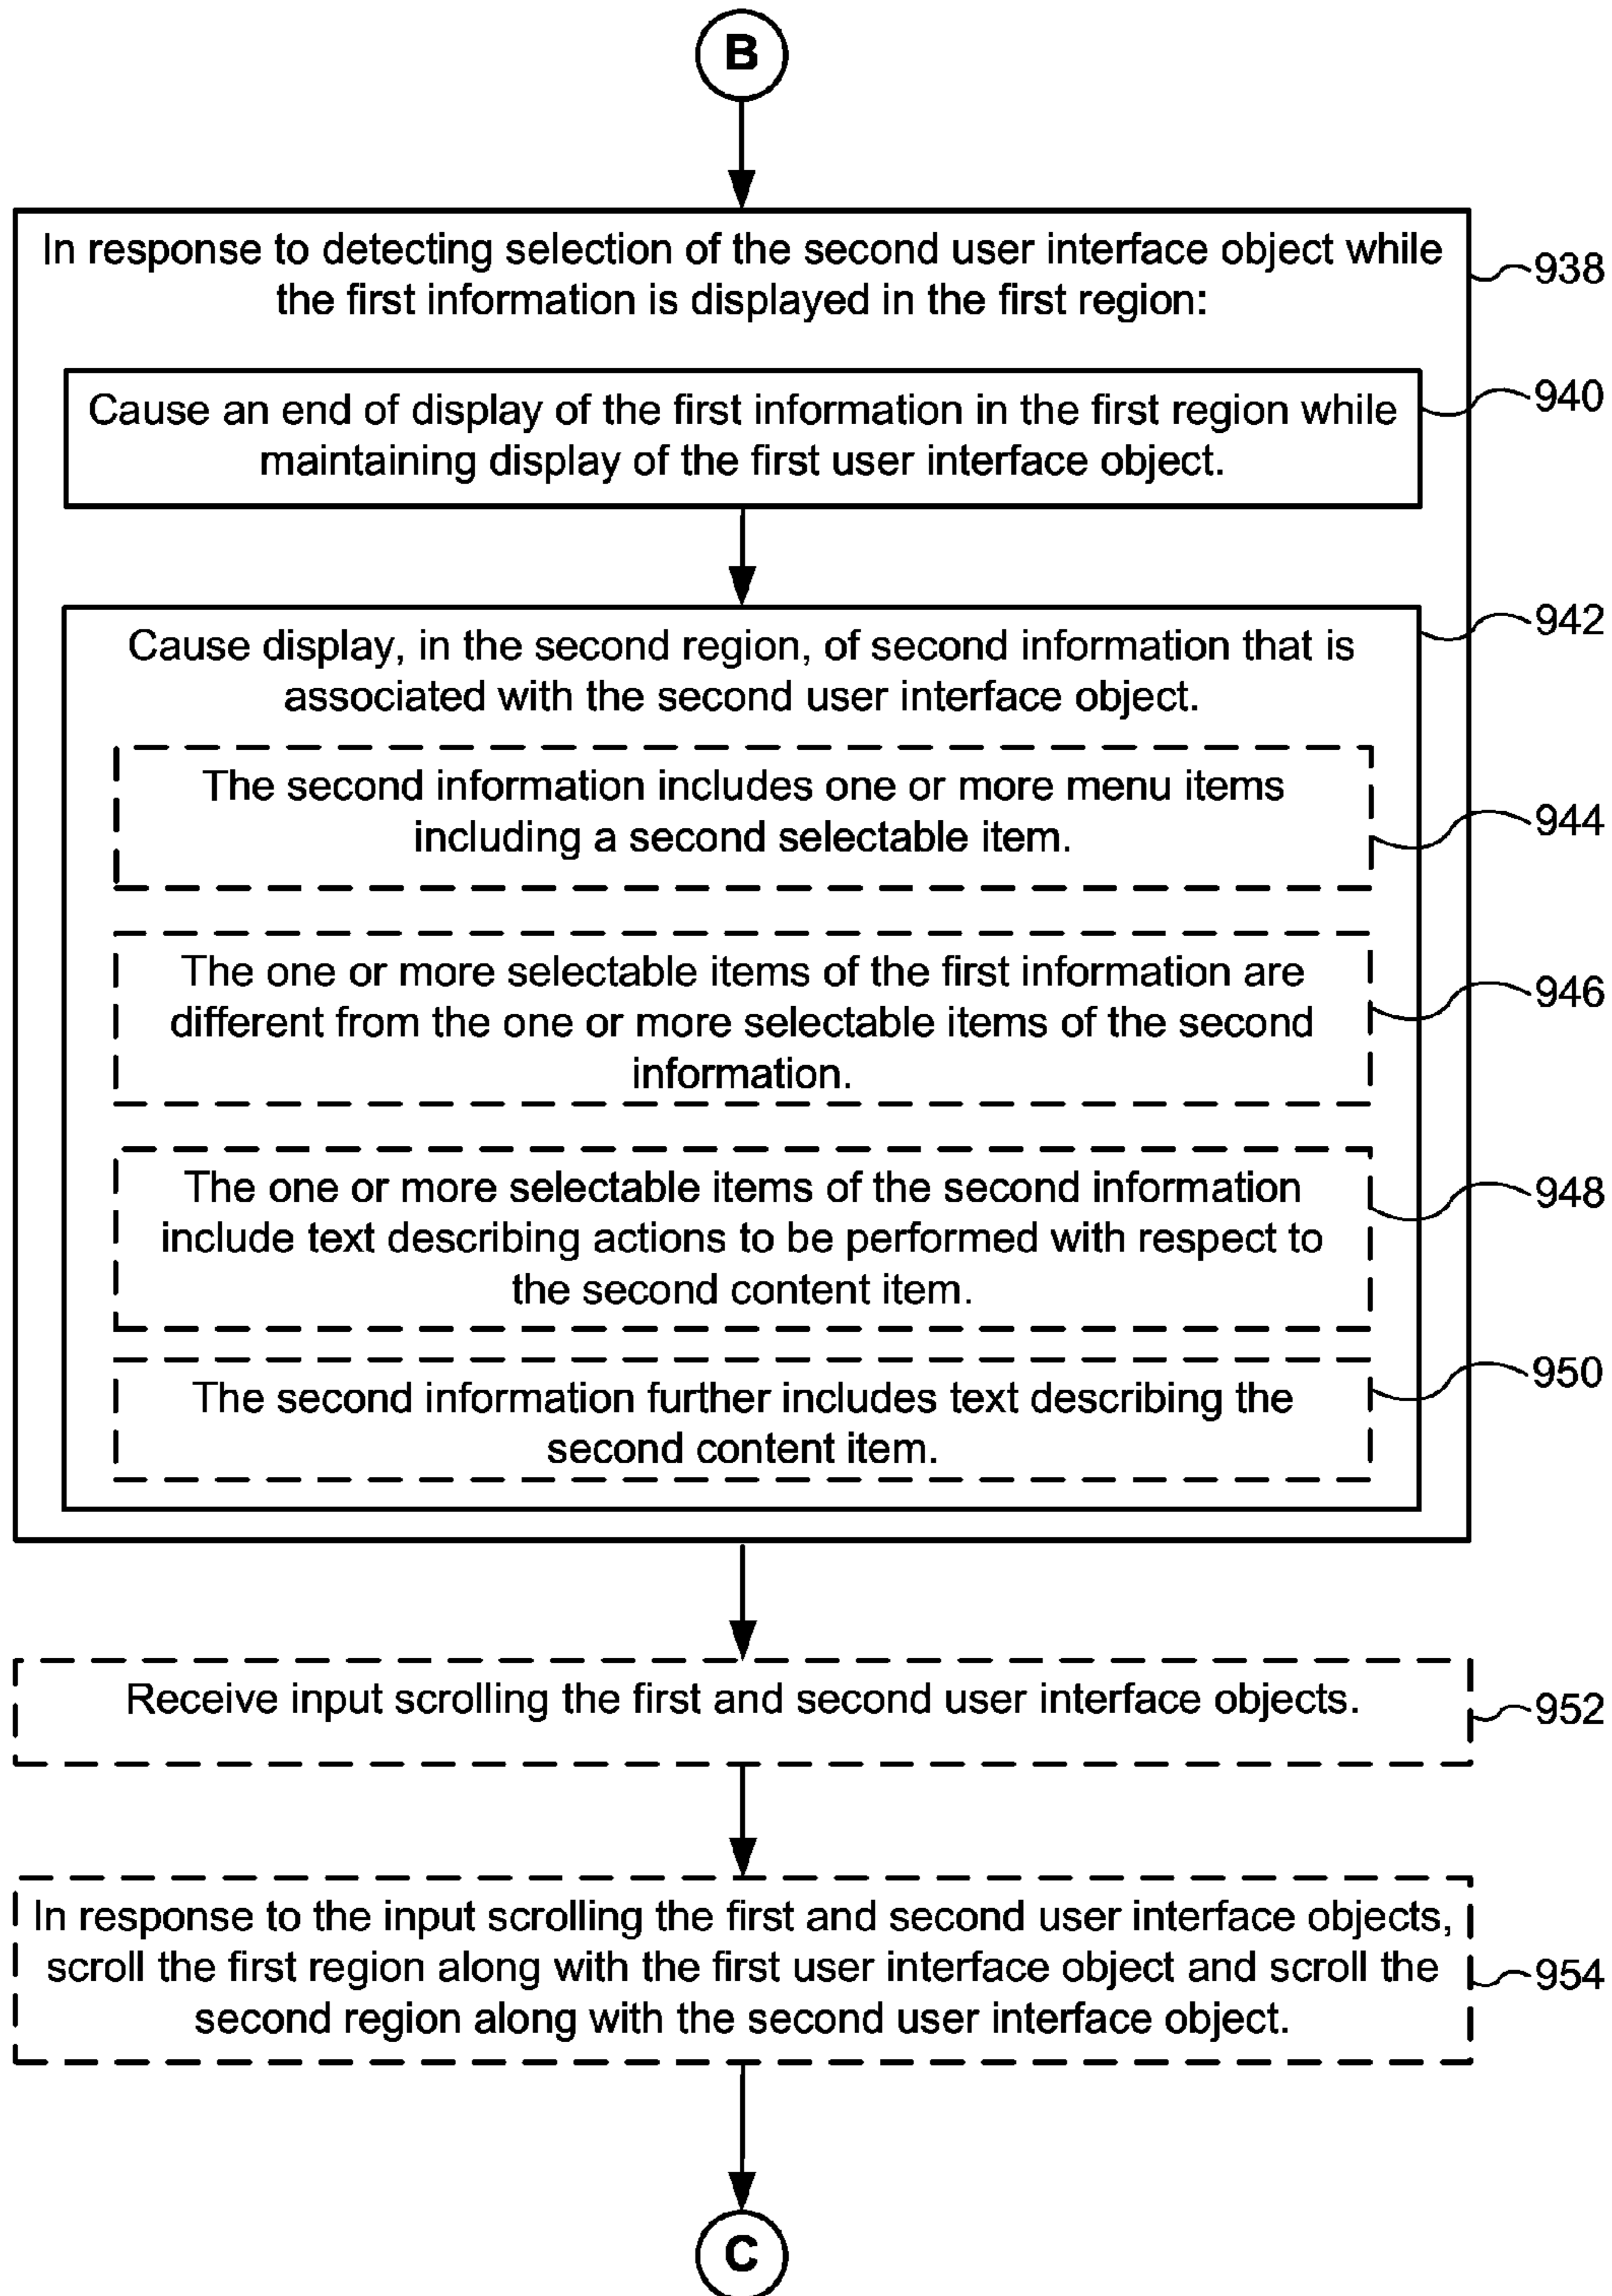 B
In response to detecting selection of the second user interface object while
the first information is displayed in the first region:
938
Cause an end of display of the first information in the first region while
maintaining display of the first user interface object.
940
Cause display, in the second region, of second information that is
associated with the second user interface object.
942
The second information includes one or more menu items
including a second selectable item.
944
The one or more selectable items of the first information are
different from the one or more selectable items of the second
information.
946
The one or more selectable items of the second information
include text describing actions to be performed with respect to
the second content item.
948
The second information further includes text describing the
second content item.
950
Receive input scrolling the first and second user interface objects.
952
In response to the input scrolling the first and second user interface objects,
scroll the first region along with the first user interface object and scroll the
second region along with the second user interface object.
954
C